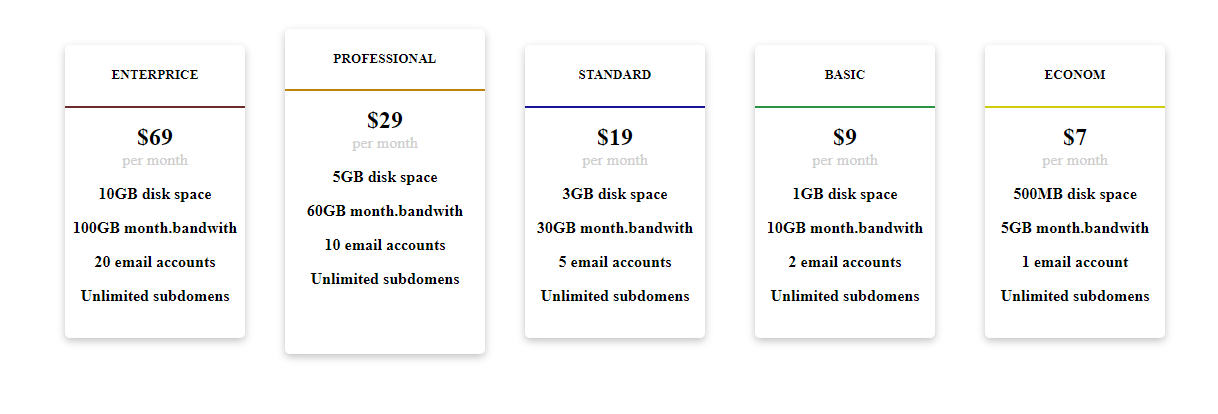 ENTERPRICE
$69
per month
10GB disk space
100GB month.bandwith
20 email accounts
Unlimited subdomens
PROFESSIONAL
$29
per month
5GB disk space
60GB month.bandwith
10 email accounts
Unlimited subdomens
STANDARD
$19
per month
3GB disk space
30GB month.bandwith
5 email accounts
Unlimited subdomens
BASIC
$9
per month
1GB disk space
10GB month.bandwith
2 email accounts
Unlimited subdomens
ECONOM
$7
per month
500MB disk space
5GB month.bandwith
1 email account
Unlimited subdomens